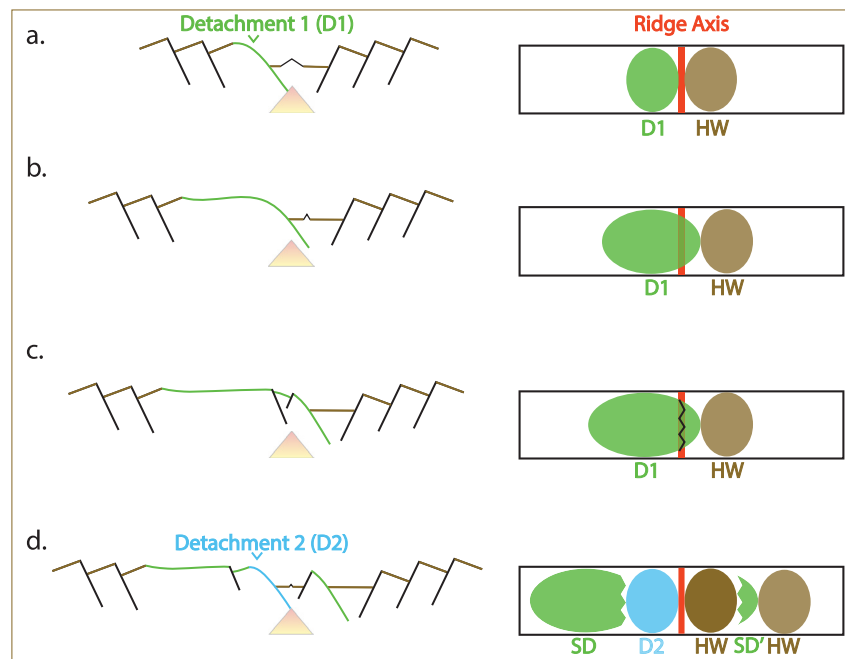 a.
Detachment 1 (D1)
Ridge Axis
D1 HW
b.
D1 HW
c.
D1 HW
d.
Detachment 2 (D2)
SD D2 HW SD' HW